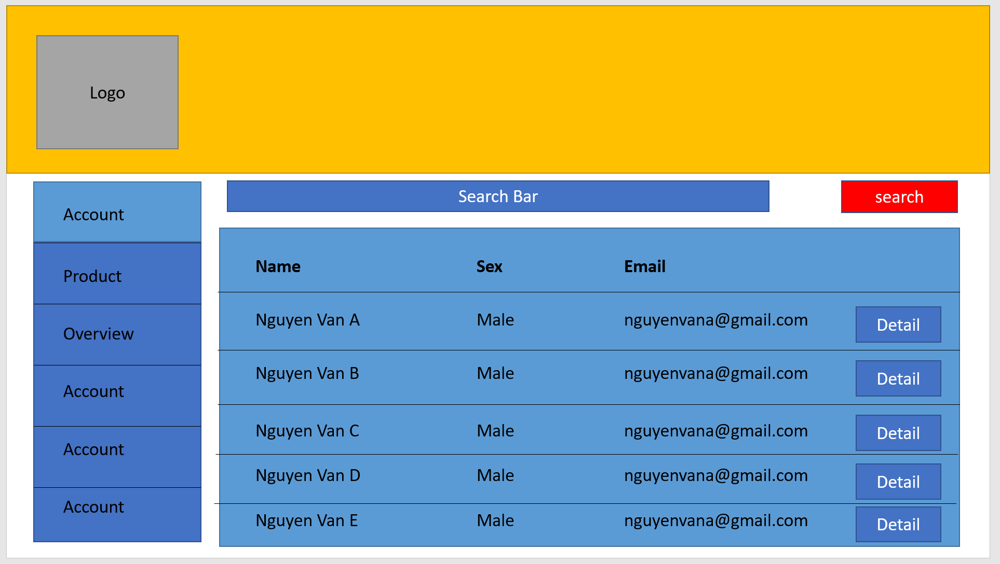 Logo
Search Bar
search
Account
Product
Overview
Account
Account
Account
Name Sex Email
Nguyen Van A Male nguyenvana@gmail.com Detail
Nguyen Van B Male nguyenvana@gmail.com Detail
Nguyen Van C Male nguyenvana@gmail.com Detail
Nguyen Van D Male nguyenvana@gmail.com Detail
Nguyen Van E Male nguyenvana@gmail.com Detail